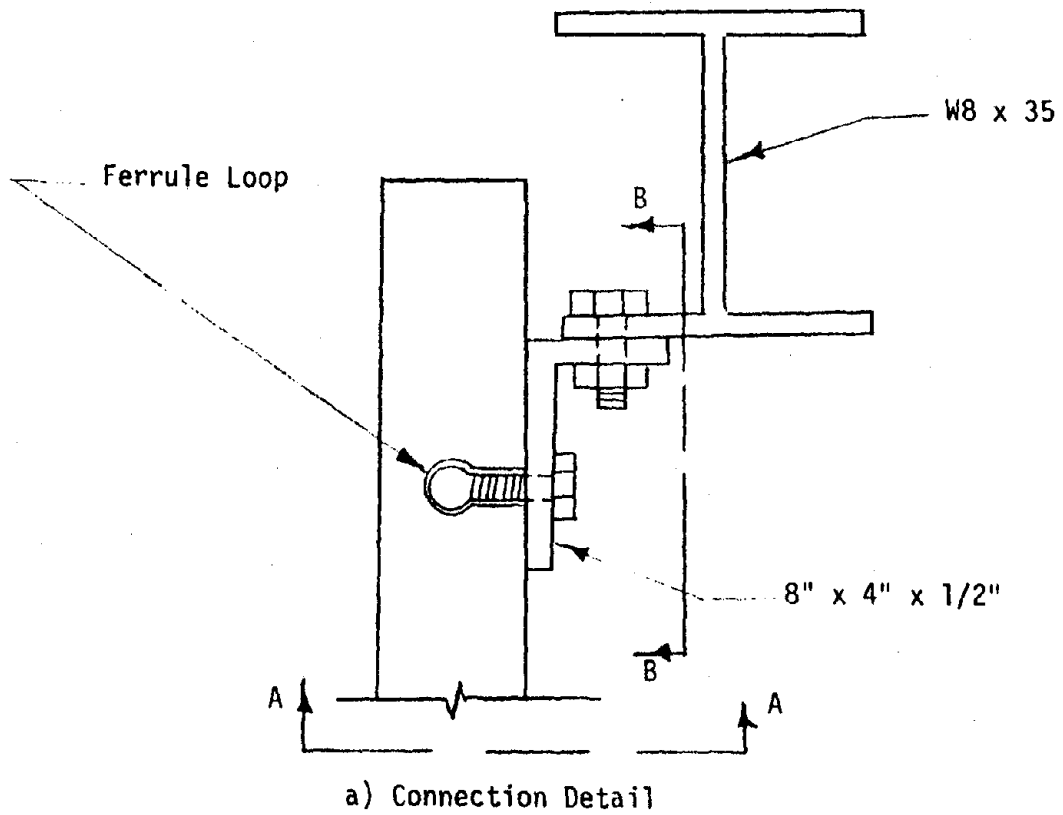 W8 x 35
Ferrule Loop
B
8" x 4" x 1/2"
B
A
A
a) Connection Detail